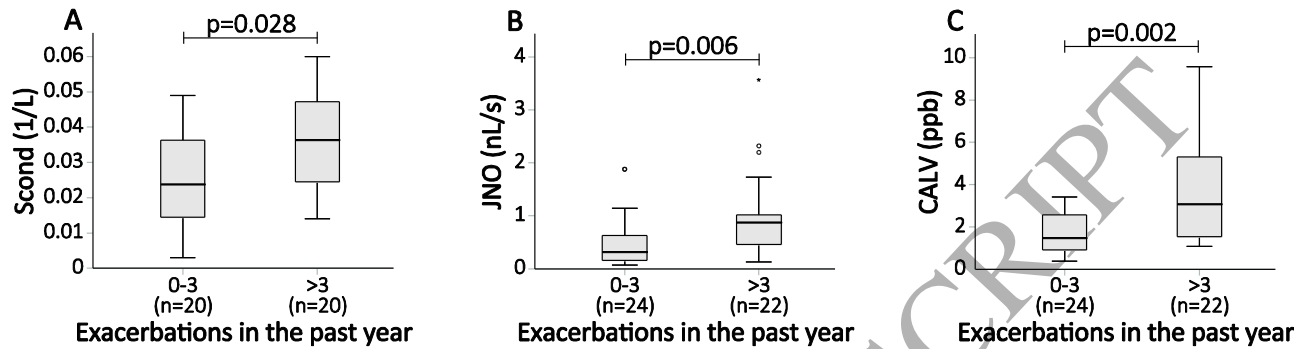 A
p=0.028
0.06
0.05
0.04
0.03
0.02
0.01
0
Scond (1/L)
0-3
(n=20)
>3
(n=20)
Exacerbations in the past year
B
p=0.006
4
3
2
1
0
JNO (nL/s)
0-3
(n=24)
>3
(n=22)
Exacerbations in the past year
C
p=0.002
10
8
6
4
2
0
CALV (ppb)
0-3
(n=24)
>3
(n=22)
Exacerbations in the past year
CRIPT